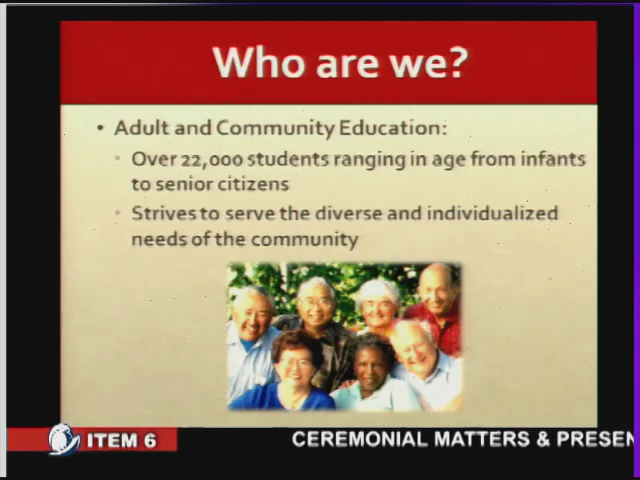 Who are we?
• Adult and Community Education:
◦ Over 22,000 students ranging in age from infants
to senior citizens
◦ Strives to serve the diverse and individualized
needs of the community
ITEM 6
CEREMONIAL MATTERS & PRESEN